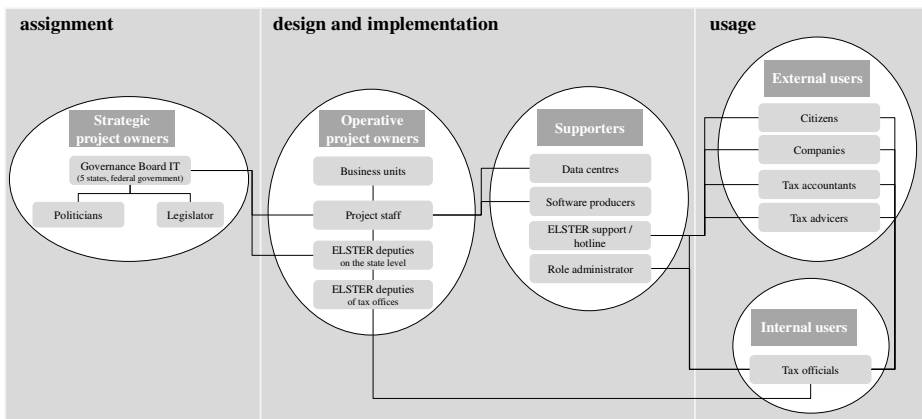 assignment
design and implementation
usage
Strategic
project owners
Governance Board IT
(5 states, federal government)
Politicians
Legislator
Operative
project owners
Business units
Project staff
ELSTER deputies
on the state level
ELSTER deputies
of tax offices
Supporters
Data centres
Software producers
ELSTER support /
hotline
Role administrator
External users
Citizens
Companies
Tax accountants
Tax advicers
Internal users
Tax officials